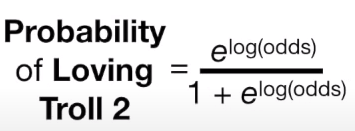 Probability
of Loving
Troll 2
=
e^log(odds)
1 + e^log(odds)